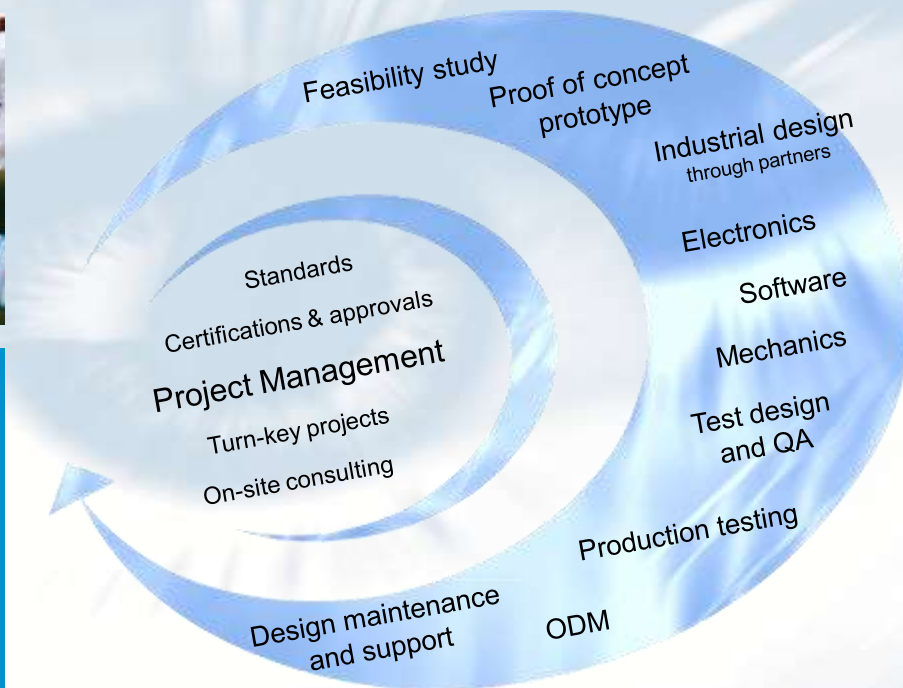 Feasibility study
Proof of concept
prototype
Industrial design
through partners
Electronics
Software
Mechanics
Test design
and QA
Production testing
ODM
Design maintenance
and support
Standards
Certifications & approvals
Project Management
Turn-key projects
On-site consulting